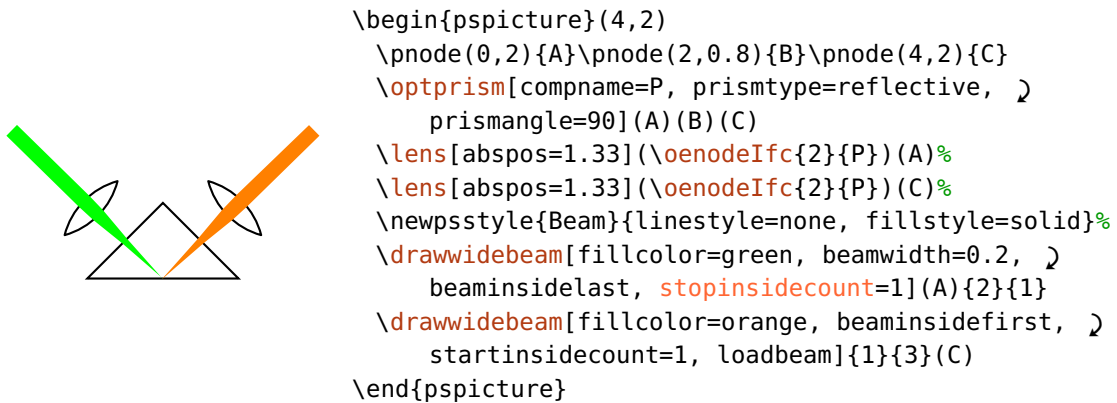 \begin{pspicture}(4,2)
\pnode(0,2){A}\pnode(2,0.8){B}\pnode(4,2){C}
\optprism[compname=P, prismtype=reflective, ⤸
prismangle=90](A)(B)(C)
\lens[abspos=1.33](\oenodeIfc{2}{P})(A)%
\lens[abspos=1.33](\oenodeIfc{2}{P})(C)%
\newpsstyle{Beam}{linestyle=none, fillstyle=solid}%
\drawwidebeam[fillcolor=green, beamwidth=0.2, ⤸
beaminsidelast, stopinsidecount=1](A){2}{1}
\drawwidebeam[fillcolor=orange, beaminsidefirst, ⤸
startinsidecount=1, loadbeam]{1}{3}(C)
\end{pspicture}